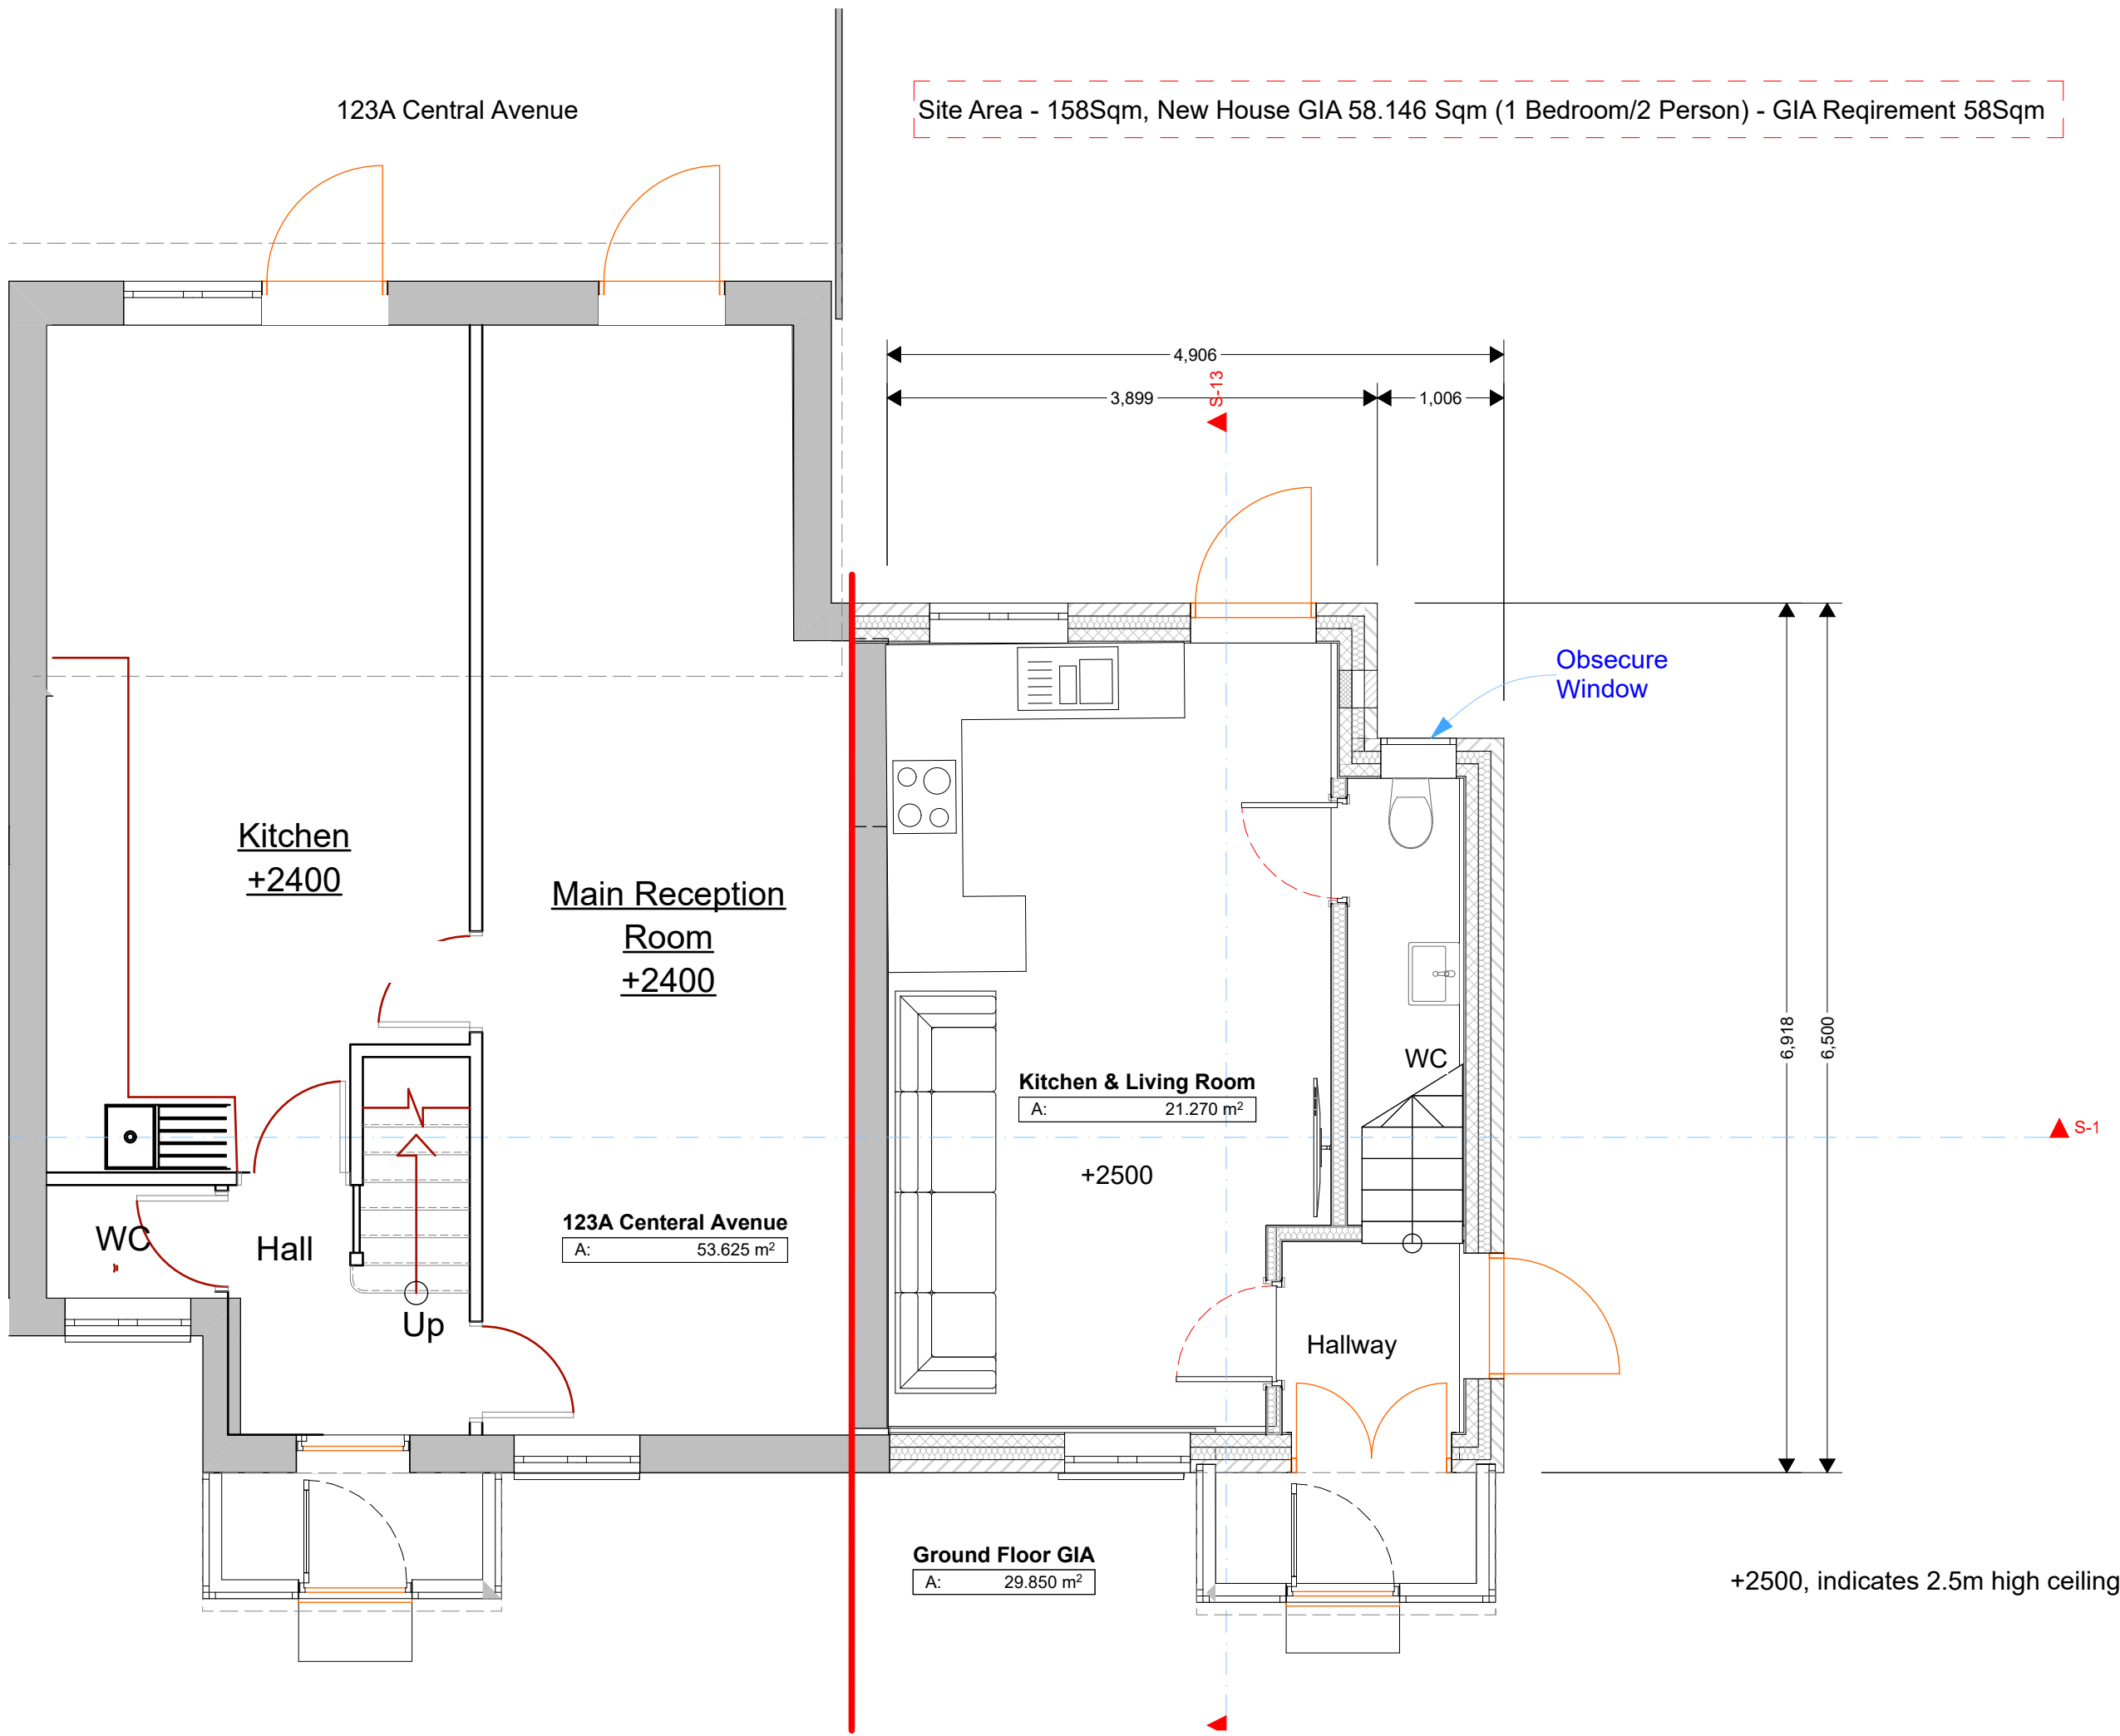 123A Central Avenue
Site Area - 158Sqm, New House GIA 58.146 Sqm (1 Bedroom/2 Person) - GIA Reqirement 58Sqm
4,906
S-13
3,899
1,006
Obsecure
Window
Kitchen
+2400
Main Reception
Room
+2400
6,918
6,500
WC
Kitchen & Living Room
A: 21.270 m²
S-1
+2500
123A Centeral Avenue
A: 53.625 m²
WC
Hall
Up
Hallway
Ground Floor GIA
A: 29.850 m²
+2500, indicates 2.5m high ceiling